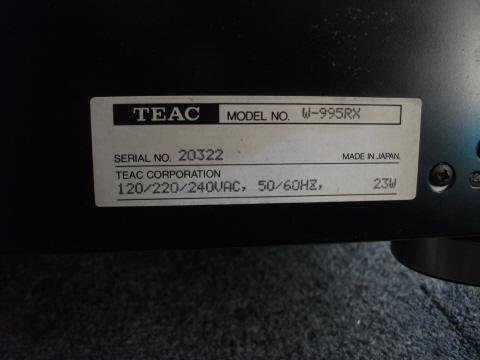 TEAC MODEL NO. W-995RX
SERIAL NO. 20322 MADE IN JAPAN.
TEAC CORPORATION
120/220/240VAC, 50/60HZ, 23W